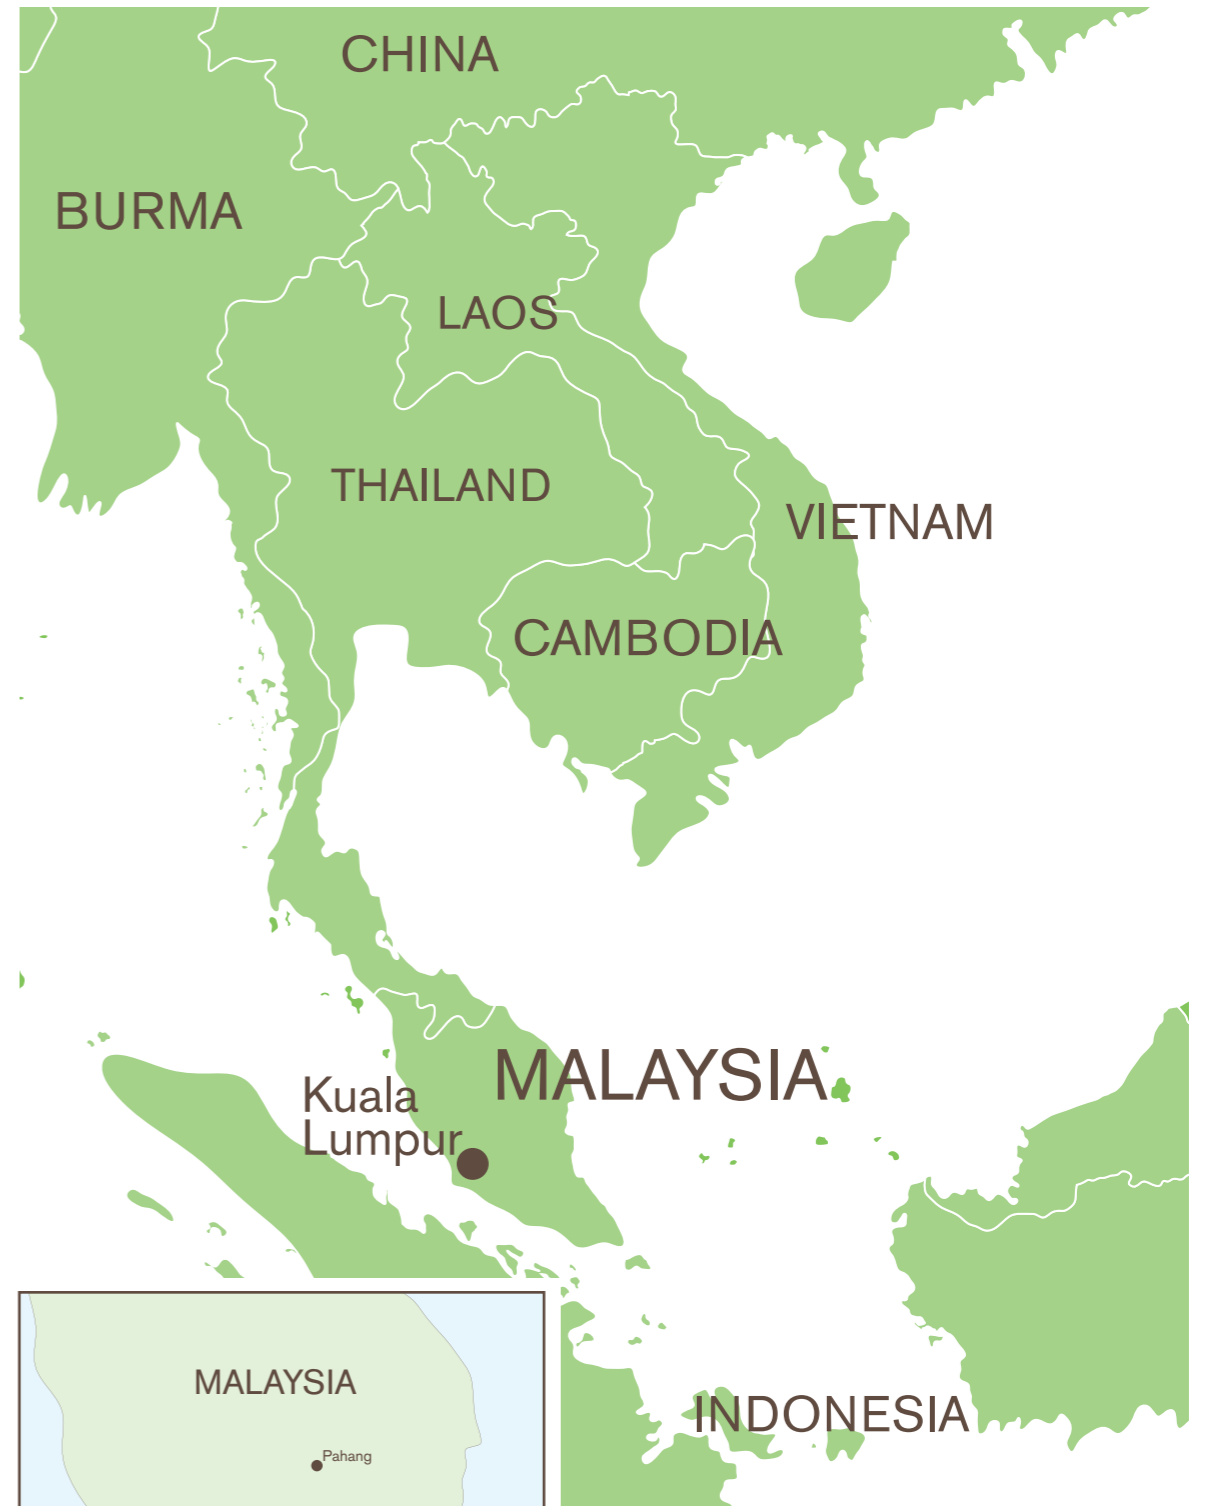 CHINA
BURMA
LAOS
THAILAND
VIETNAM
CAMBODIA
MALAYSIA
Kuala
Lumpur
MALAYSIA
INDONESIA
Pahang